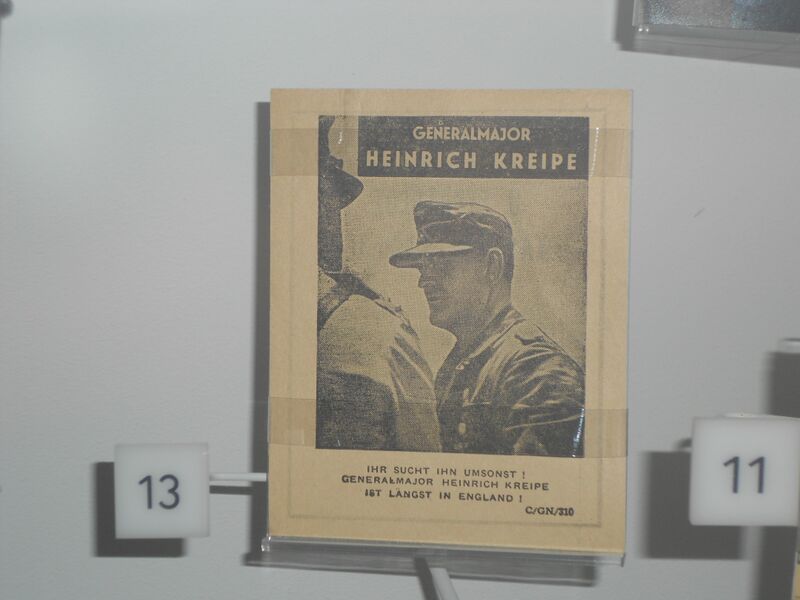 GENERALMAJOR
HEINRICH KREIPE
IHR SUCHT IHN UMSONST !
GENERALMAJOR HEINRICH KREIPE
IST LÄNGST IN ENGLAND !
C/GN/310
13
11